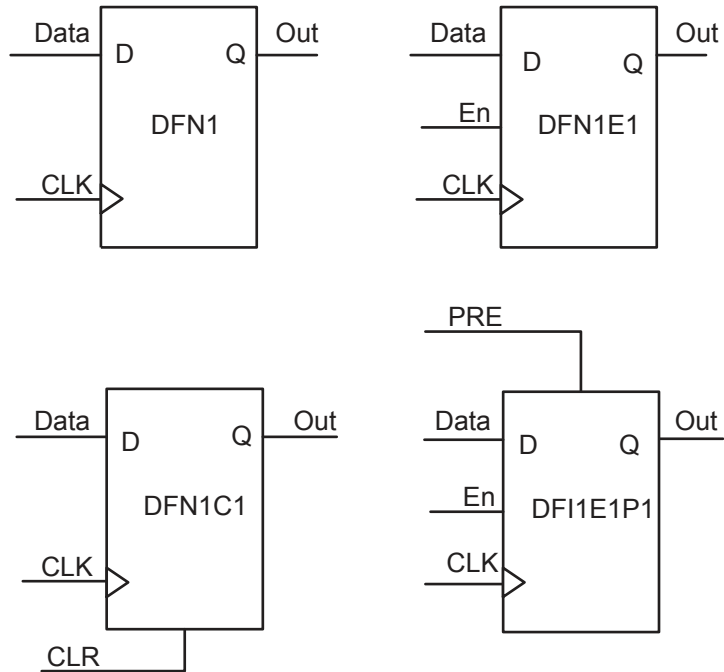 Data
D
Q
Out
DFN1
CLK
Data
D
Q
Out
En
DFN1E1
CLK
Data
D
Q
Out
DFN1C1
CLK
CLR
PRE
Data
D
Q
Out
En
DFI1E1P1
CLK